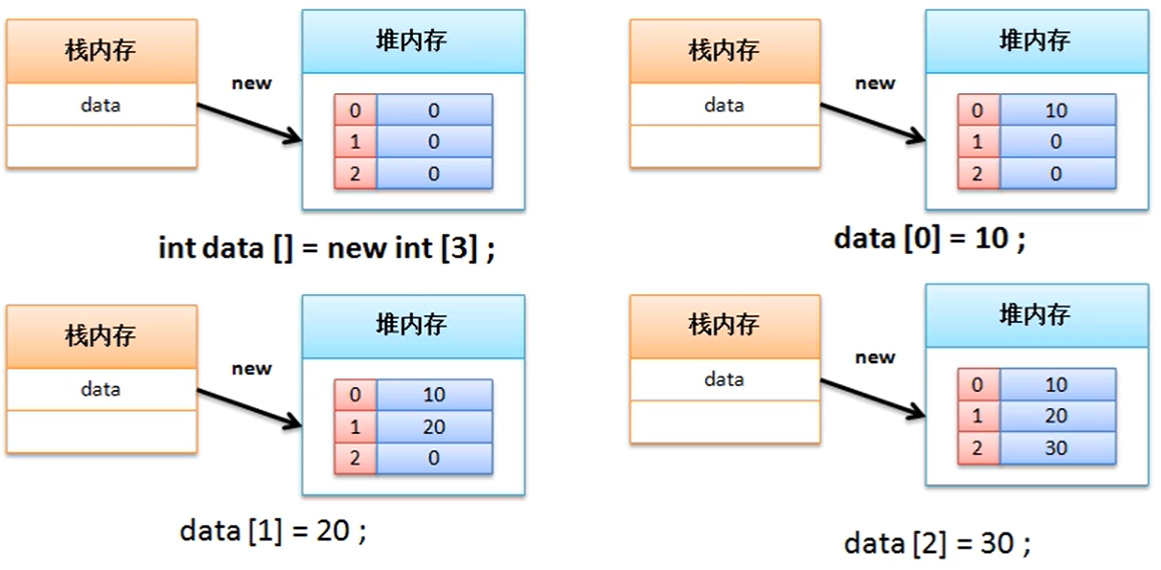 栈内存
data
new
堆内存
0 0
1 0
2 0
int data [] = new int [3] ;
栈内存
data
new
堆内存
0 10
1 0
2 0
data [0] = 10 ;
栈内存
data
new
堆内存
0 10
1 20
2 0
data [1] = 20 ;
栈内存
data
new
堆内存
0 10
1 20
2 30
data [2] = 30 ;